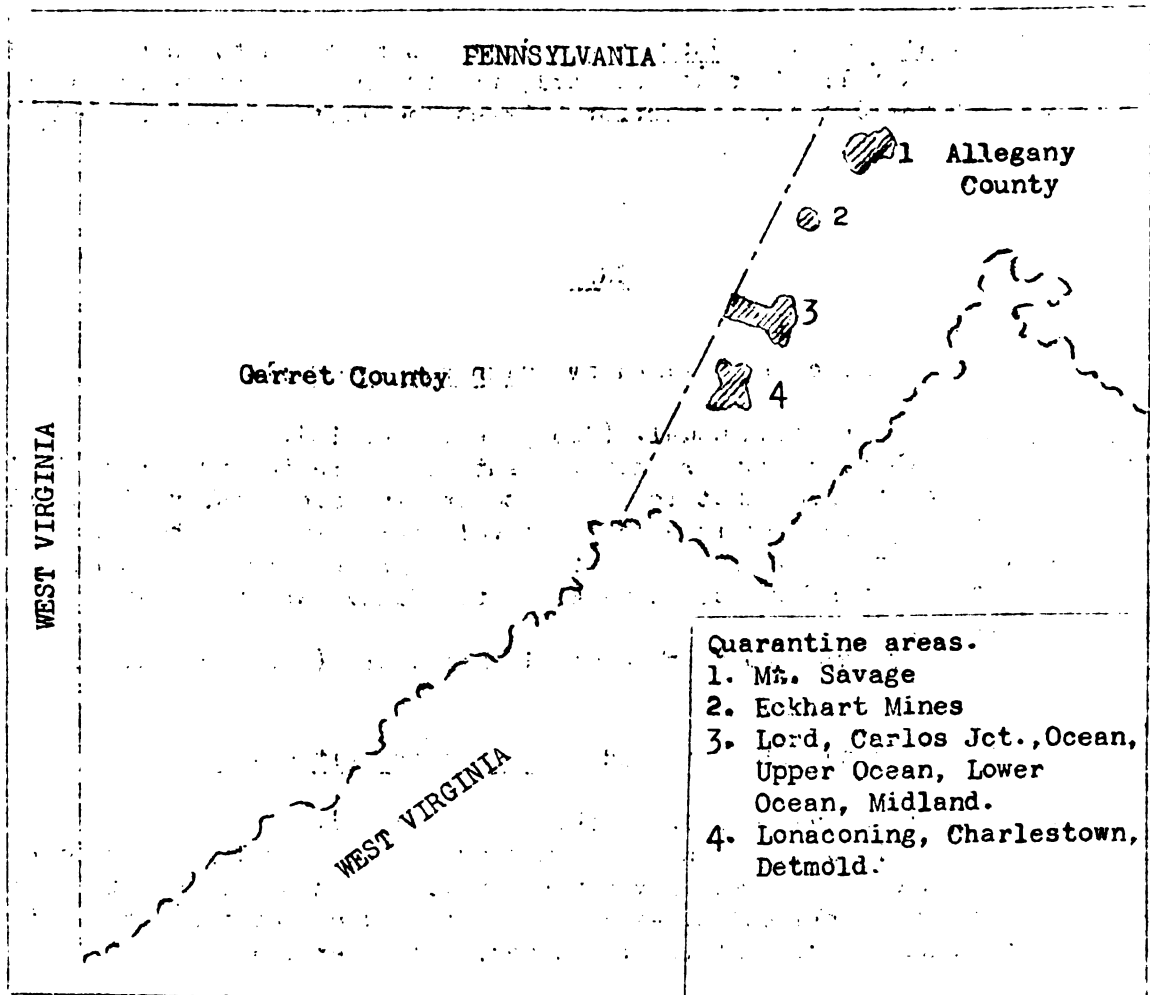 PENNSYLVANIA
1 Allegany
County
2
3
Garret County
4
WEST VIRGINIA
WEST VIRGINIA
Quarantine areas.
1. Mt. Savage
2. Eckhart Mines
3. Lord, Carlos Jct., Ocean,
Upper Ocean, Lower
Ocean, Midland.
4. Lonaconing, Charlestown,
Detmold.